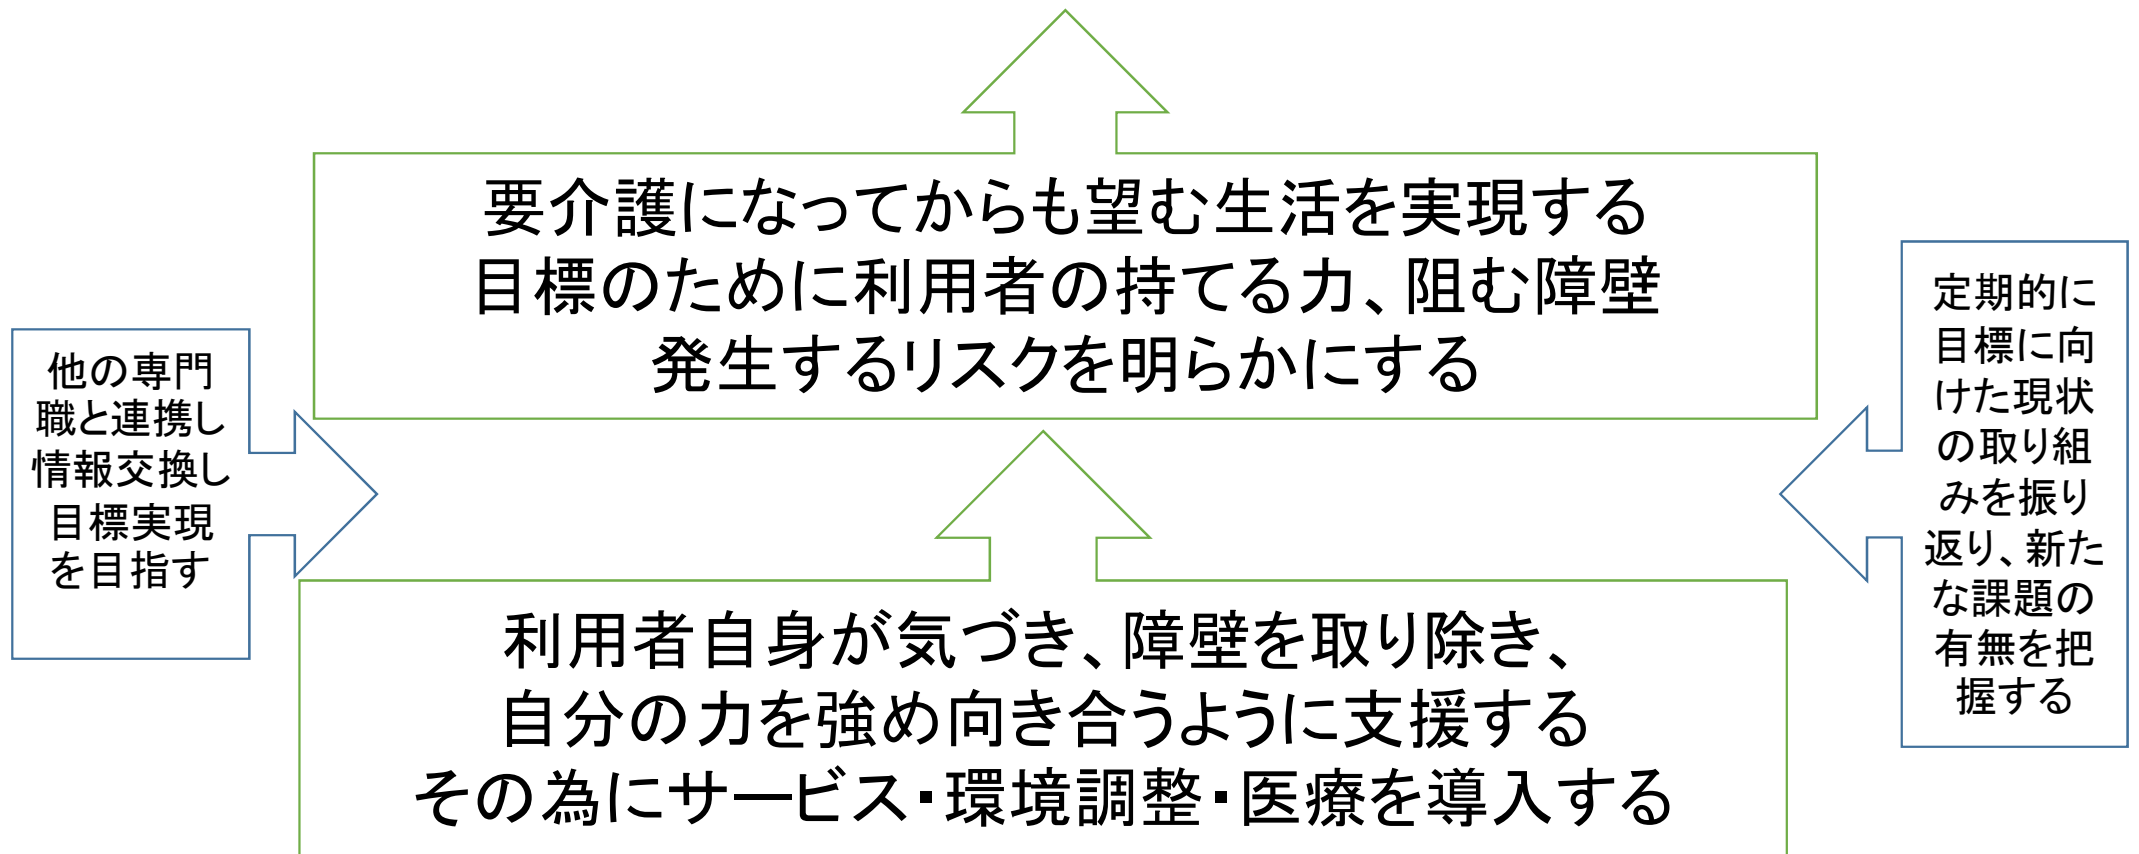 要介護になってからも望む生活を実現する
目標のために利用者の持てる力、阻む障壁
発生するリスクを明らかにする
他の専門
職と連携し
情報交換し
目標実現
を目指す
定期的に
目標に向
けた現状
の取り組
みを振り
返り、新た
な課題の
有無を把
握する
利用者自身が気づき、障壁を取り除き、
自分の力を強め向き合うように支援する
その為にサービス・環境調整・医療を導入する